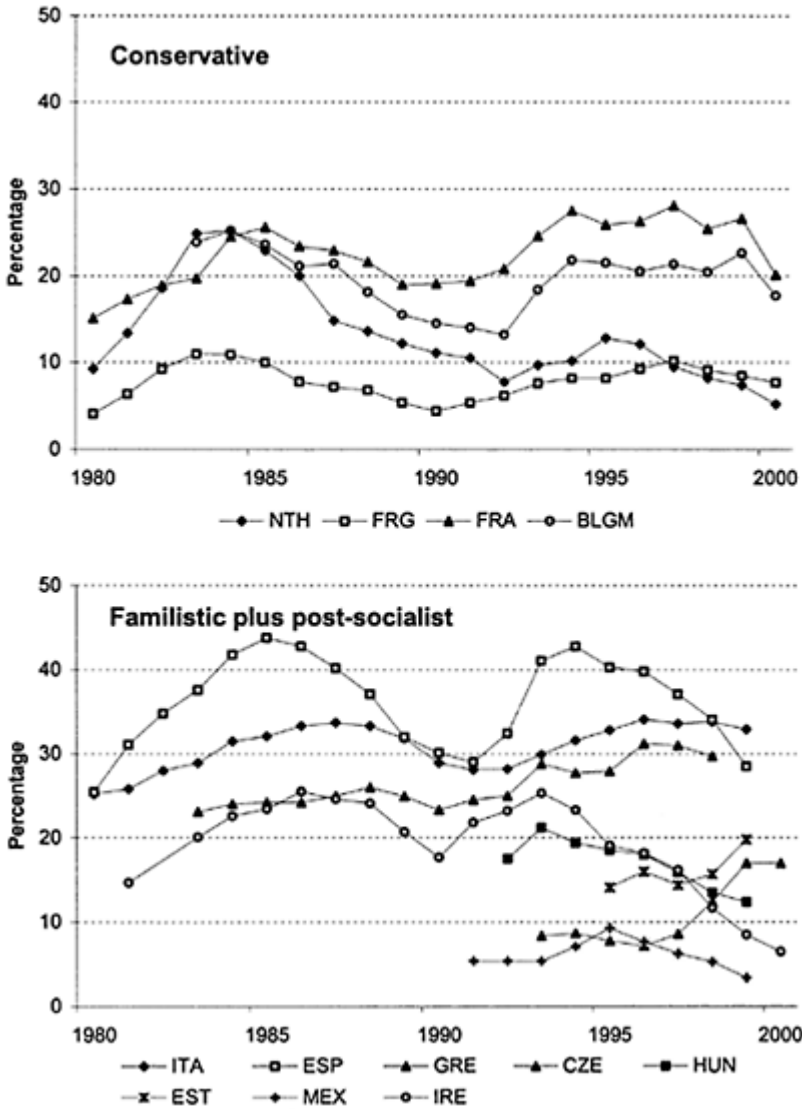 50
Conservative
40
30
Percentage
20
10
0
1980 1985 1990 1995 2000
NTH FRG FRA BLGM
50
Familistic plus post-socialist
40
30
Percentage
20
10
0
1980 1985 1990 1995 2000
ITA ESP GRE CZE HUN
EST MEX IRE